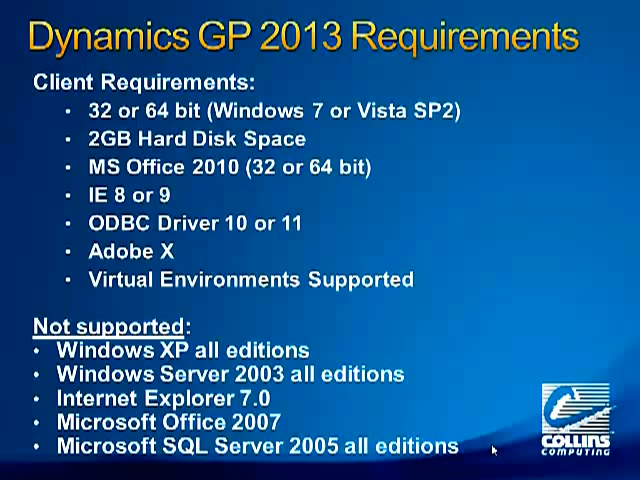 Dynamics GP 2013 Requirements
Client Requirements:
• 32 or 64 bit (Windows 7 or Vista SP2)
• 2GB Hard Disk Space
• MS Office 2010 (32 or 64 bit)
• IE 8 or 9
• ODBC Driver 10 or 11
• Adobe X
• Virtual Environments Supported
Not supported:
• Windows XP all editions
• Windows Server 2003 all editions
• Internet Explorer 7.0
• Microsoft Office 2007
• Microsoft SQL Server 2005 all editions
COLLINS
COMPUTING